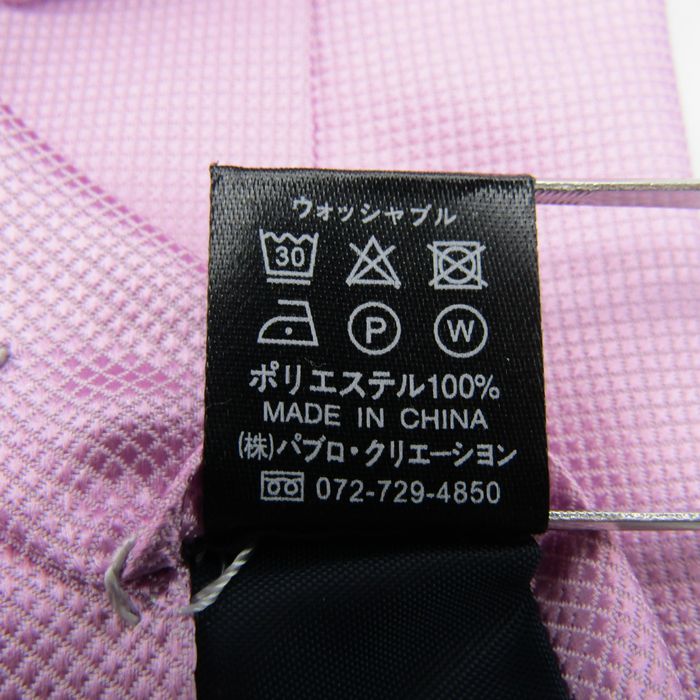 ウォッシャブル
30
P W
ポリエステル100%
MADE IN CHINA
(株)パブロ・クリエーション
072-729-4850